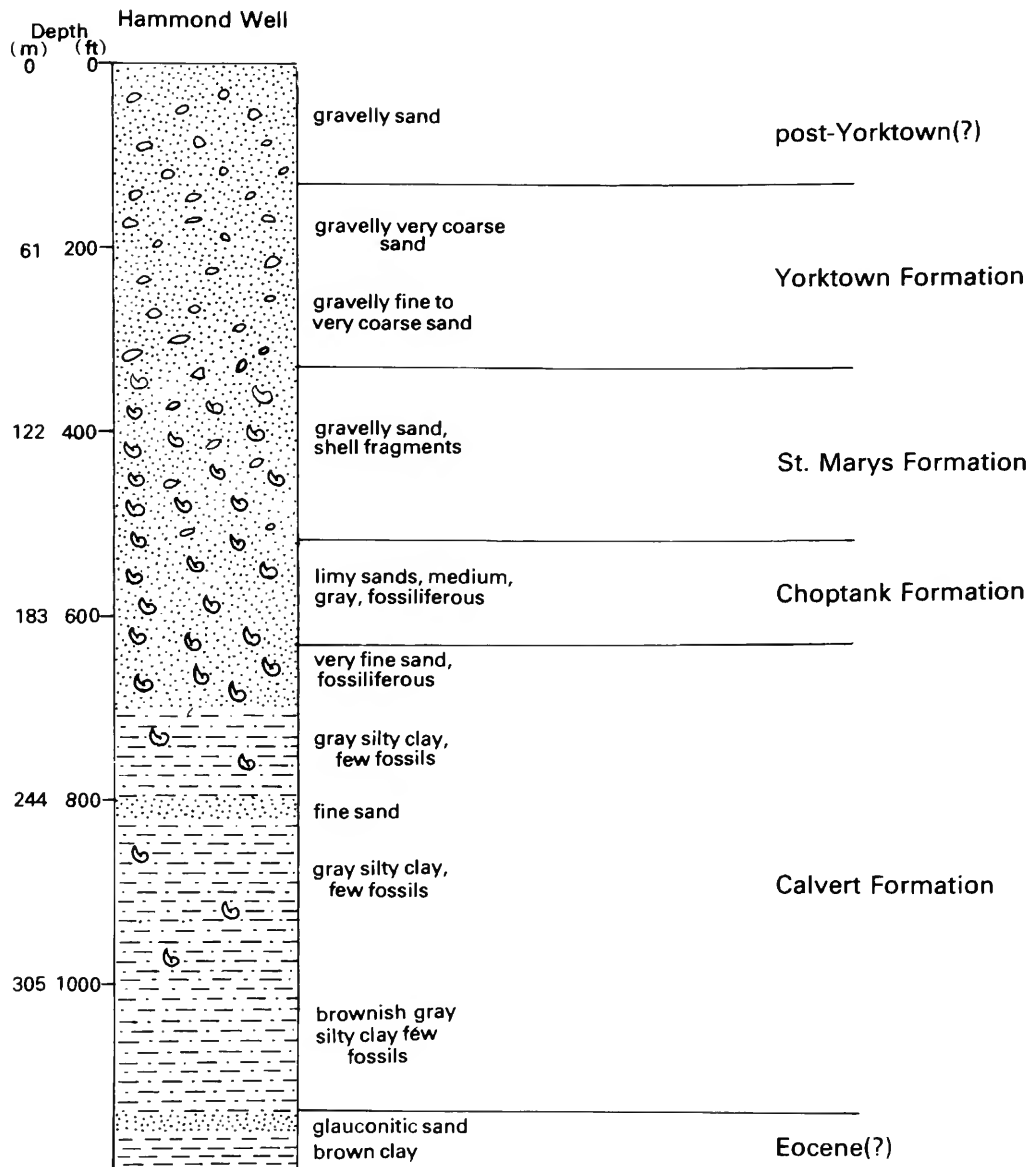 Hammond Well
Depth
(m) (ft)
0 0
gravelly sand
post-Yorktown(?)
gravelly very coarse
sand
61 200
Yorktown Formation
gravelly fine to
very coarse sand
122 400
gravelly sand,
shell fragments
St. Marys Formation
limy sands, medium,
gray, fossiliferous
Choptank Formation
183 600
very fine sand,
fossiliferous
gray silty clay,
few fossils
244 800
fine sand
gray silty clay,
few fossils
Calvert Formation
305 1000
brownish gray
silty clay few
fossils
glauconitic sand
brown clay
Eocene(?)